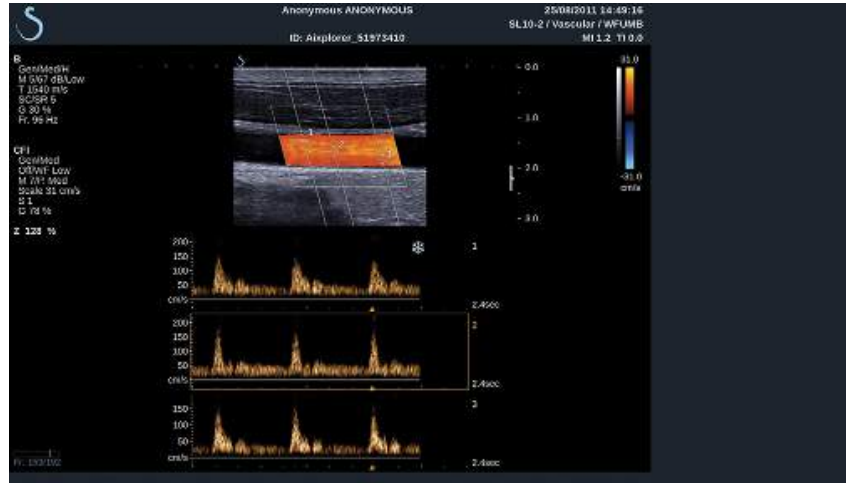 Anonymous ANONYMOUS
25/08/2011 14:49:16
SL10-2 / Vascular / WFUMB
ID: Aixplorer_51973410
MI 1.2 TI 0.0
B
Gen/Med/H
M 5/67 dB/Low
T 1540 m/s
SC/SR 5
G 30 %
Fr. 96 Hz
CFI
Gen/Med
Off/WF Low
M 7/P. Med
Scale 31 cm/s
S 1
G 78 %
Z 128 %
1
3
0.0
1.0
2.0
3.0
31.0
-31.0
cm/s
200
150
100
50
cm/s
1
2.4sec
200
150
100
50
cm/s
2
2.4sec
150
100
50
cm/s
3
2.4sec